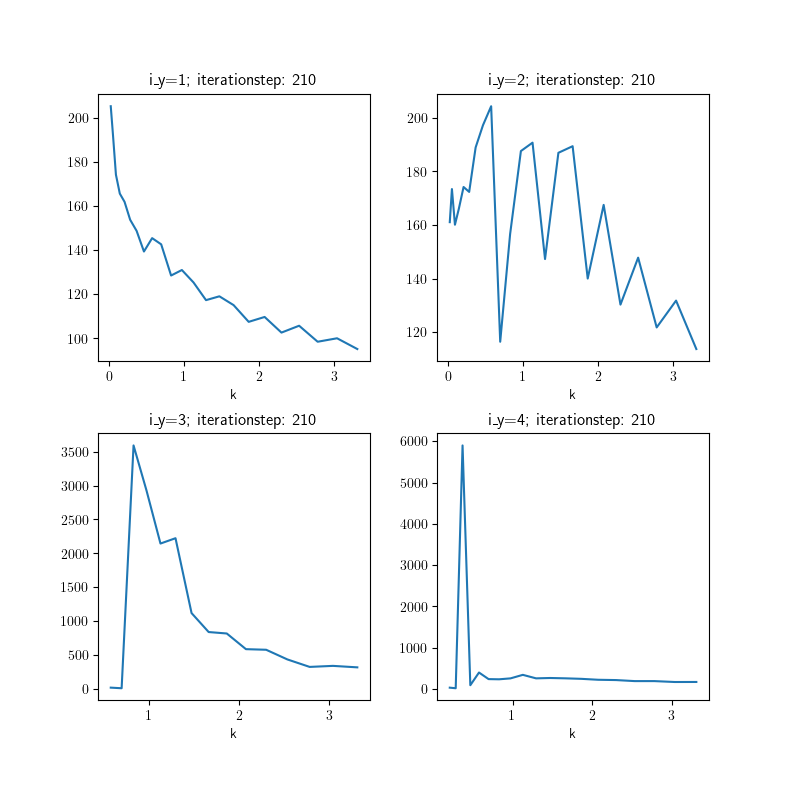 i_y=1; iterationstep: 210
200
180
160
140
120
100
0 1 2 3
k
i_y=2; iterationstep: 210
200
180
160
140
120
0 1 2 3
k
i_y=3; iterationstep: 210
3500
3000
2500
2000
1500
1000
500
0
1 2 3
k
i_y=4; iterationstep: 210
6000
5000
4000
3000
2000
1000
0
1 2 3
k